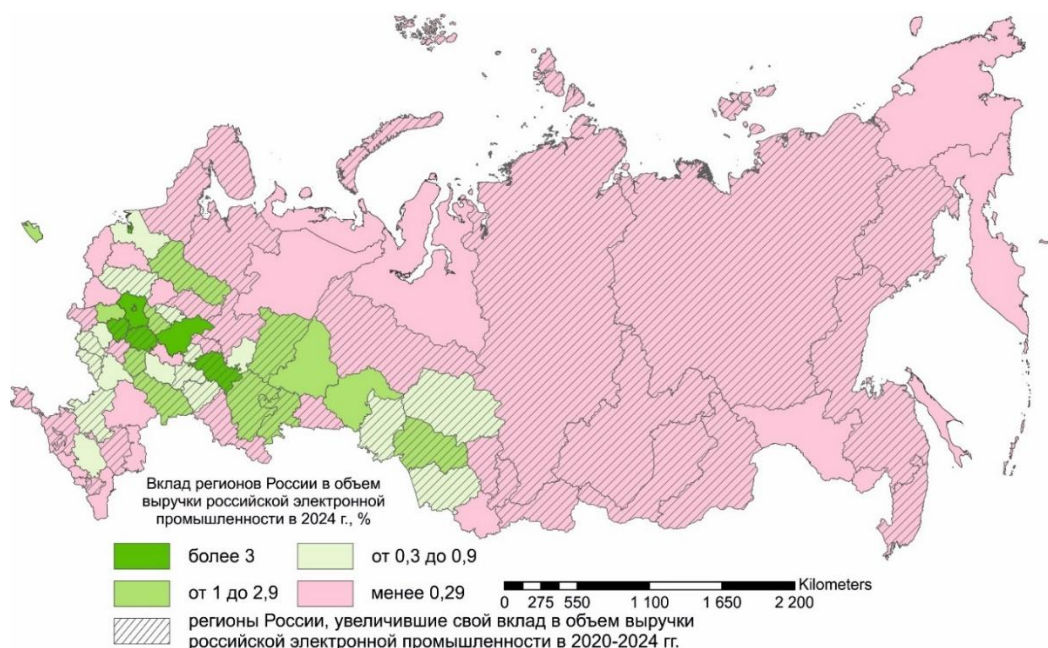 Вклад регионов России в объем
выручки российской электронной
промышленности в 2024 г., %
более 3
от 0,3 до 0,9
от 1 до 2,9
менее 0,29
Kilometers
0 275 550 1 100 1 650 2 200
регионы России, увеличившие свой вклад в объем выручки
российской электронной промышленности в 2020-2024 гг.